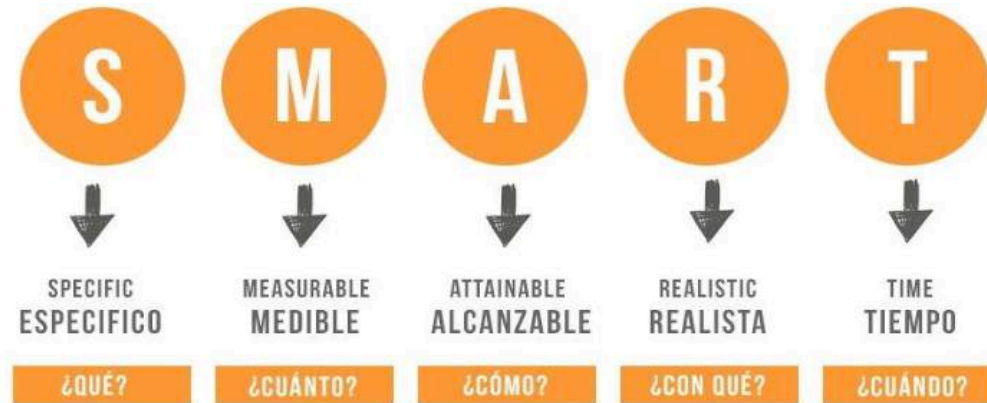 S M A R T
SPECIFIC MEASURABLE ATTAINABLE REALISTIC TIME
ESPECIFICO MEDIBLE ALCANZABLE REALISTA TIEMPO
¿QUÉ? ¿CUÁNTO? ¿CÓMO? ¿CON QUÉ? ¿CUÁNDO?